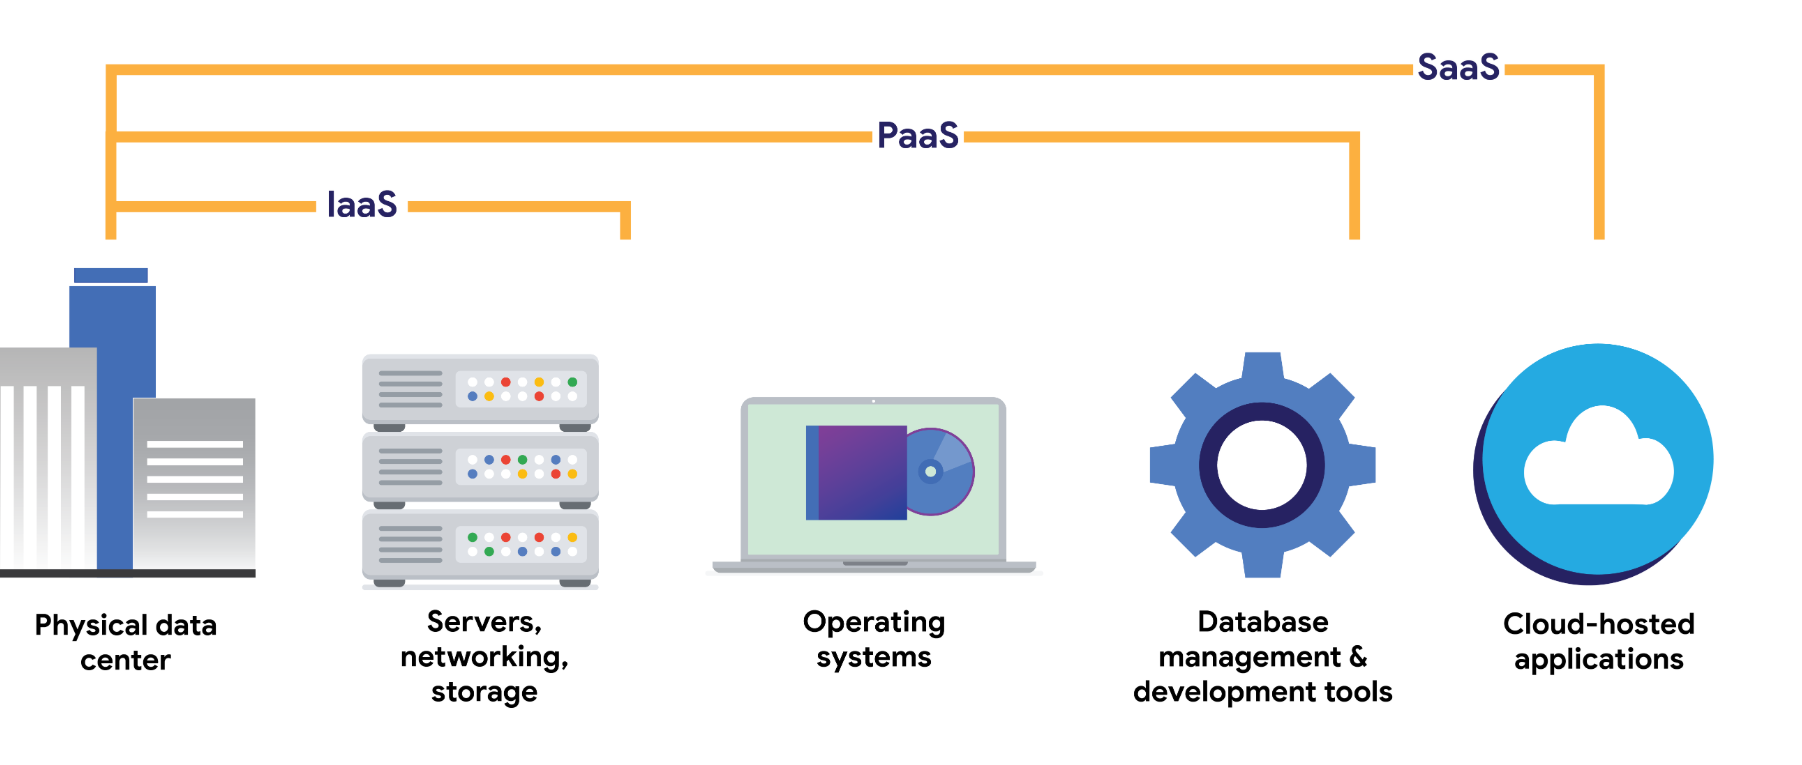 SaaS
PaaS
IaaS
Physical data
center
Servers,
networking,
storage
Operating
systems
Database
management &
development tools
Cloud-hosted
applications